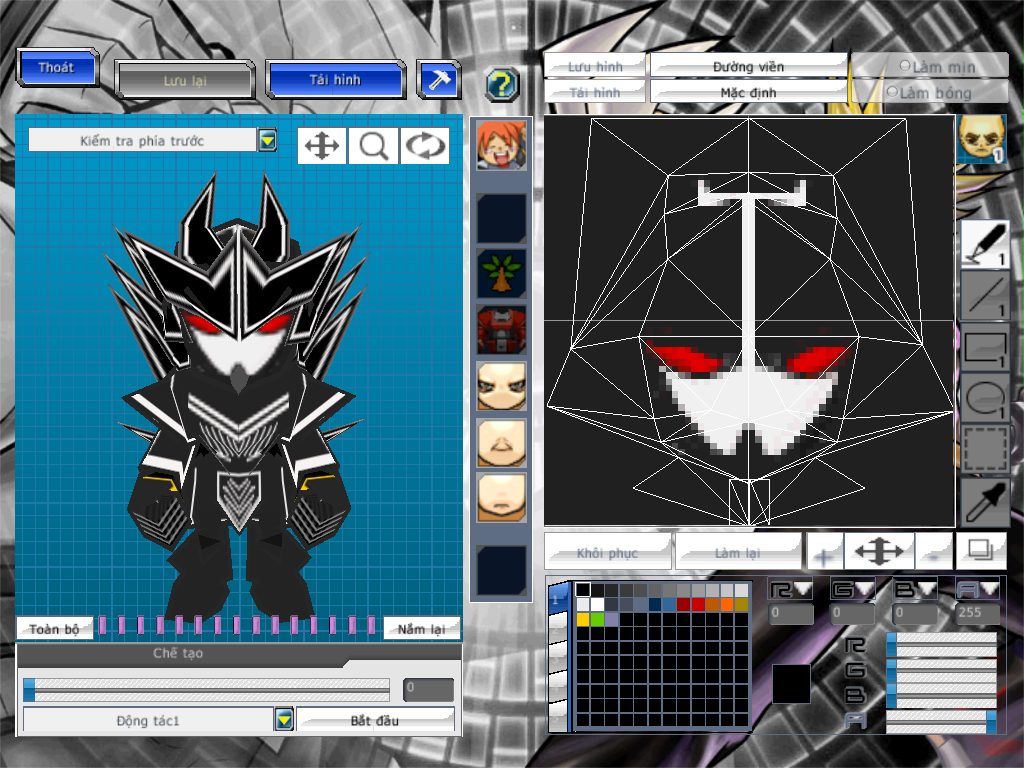 Thoát
Lưu lại
Tải hình
?
Lưu hình
Đường viền
Làm mịn
Tải hình
Mặc định
Làm bóng
Kiểm tra phía trước
1
1
1
1
1
Khôi phục
Làm lại
+
-
R
G
B
A
0
0
0
255
R
G
B
A
Toàn bộ
Nắm lại
Chế tạo
0
Động tác1
Bắt đầu